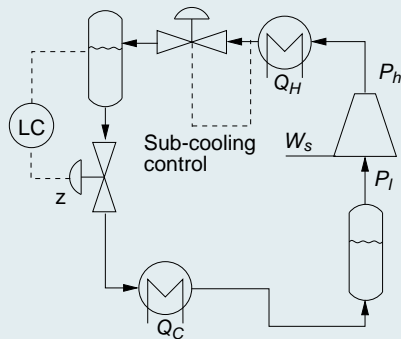 Q_H
P_h
LC
Sub-cooling
control
W_s
P_l
z
Q_C